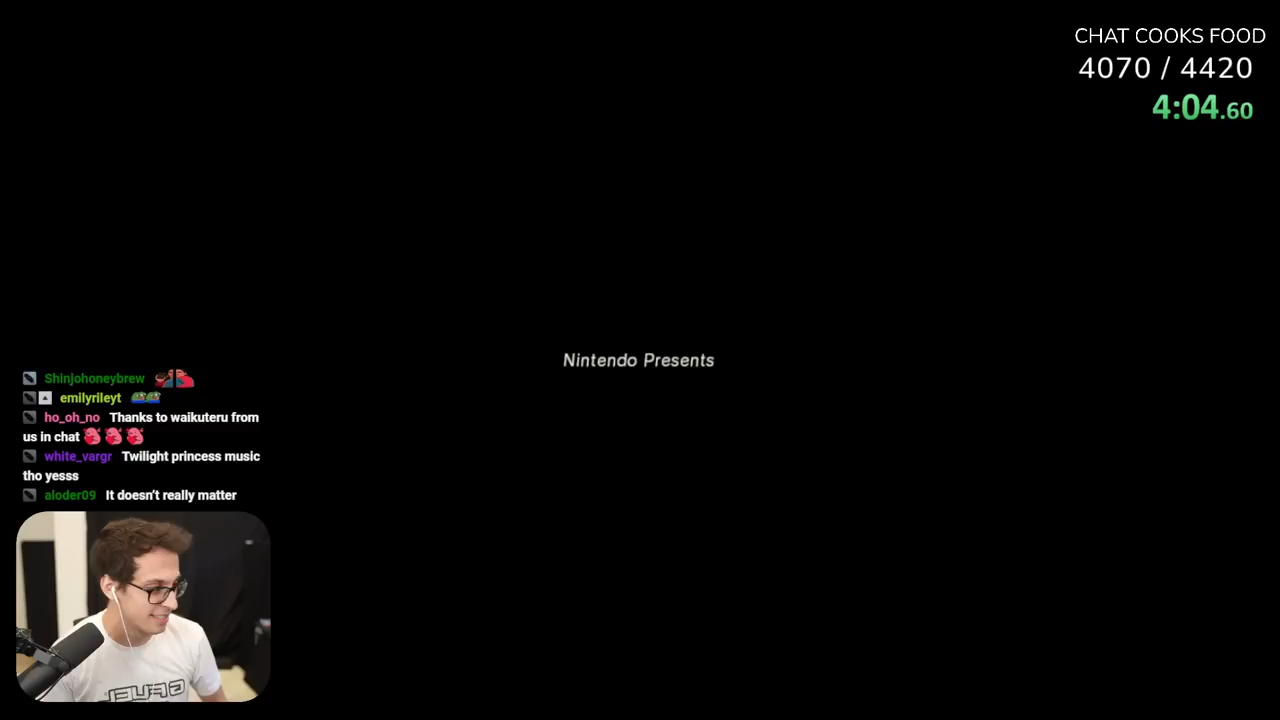 CHAT COOKS FOOD
4070 / 4420
4:04.60
Nintendo Presents
Shinjohoneybrew
emilyrileyt
ho_oh_no Thanks to waikuteru from
us in chat
white_vargr Twilight princess music
tho yesss
aloder09 It doesn't really matter